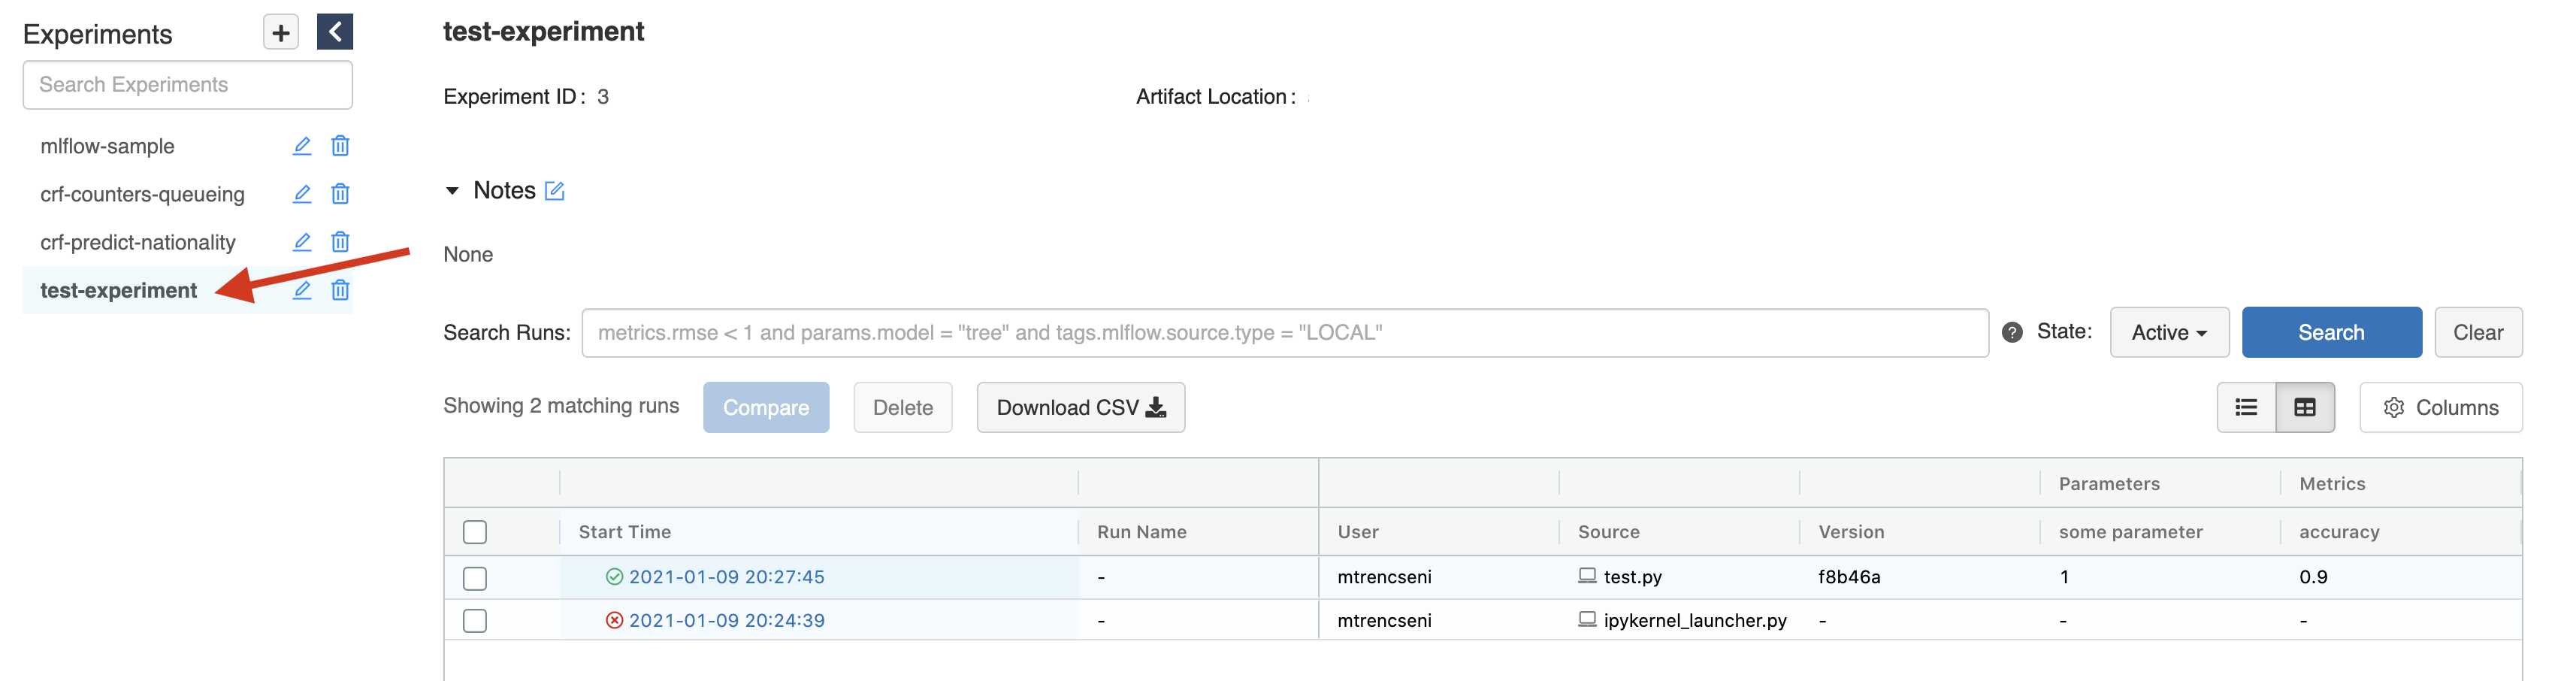 Experiments
Search Experiments
mlflow-sample
crf-counters-queueing
crf-predict-nationality
test-experiment
test-experiment
Experiment ID: 3
Artifact Location:
Notes
None
Search Runs: metrics.rmse < 1 and params.model = "tree" and tags.mlflow.source.type = "LOCAL" ? State: Active Search Clear
Showing 2 matching runs Compare Delete Download CSV Columns
Parameters Metrics
Start Time Run Name User Source Version some parameter accuracy
2021-01-09 20:27:45 - mtrencseni test.py f8b46a 1 0.9
2021-01-09 20:24:39 - mtrencseni ipykernel_launcher.py - - -